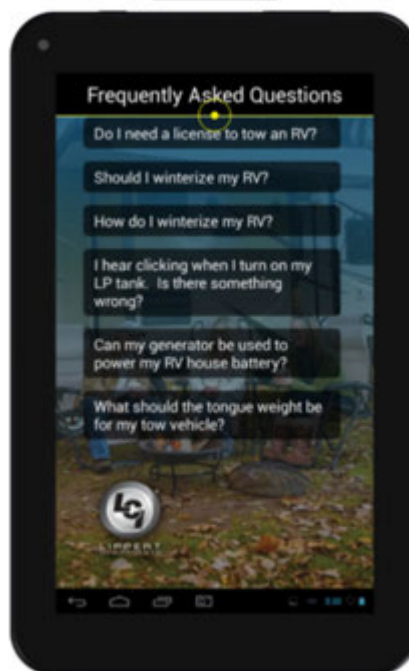 Frequently Asked Questions
Do I need a license to tow an RV?
Should I winterize my RV?
How do I winterize my RV?
I hear clicking when I turn on my
LP tank.  Is there something
wrong?
Can my generator be used to
power my RV house battery?
What should the tongue weight be
for my tow vehicle?
LCI
LIPPERT